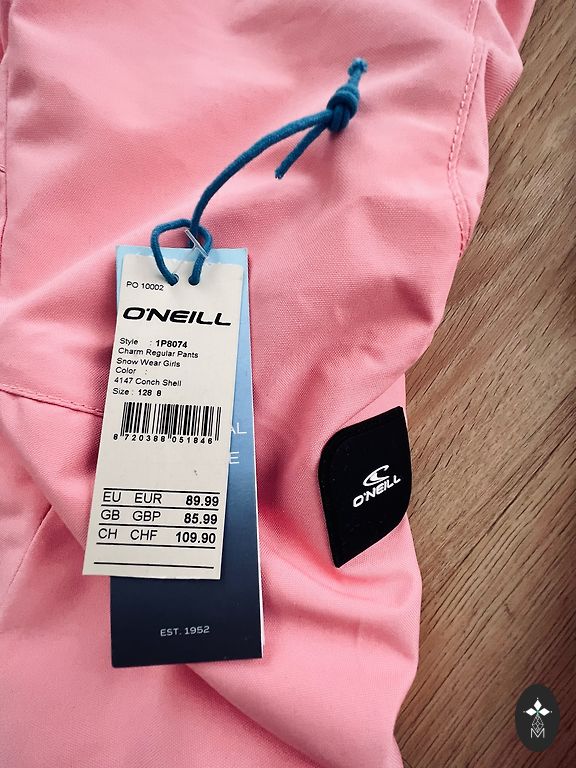 PO 10002
O'NEILL
Style : 1P8074
Charm Regular Pants
Snow Wear Girls
Color :
4147 Conch Shell
Size : 128 8
8 720388 051846
EU EUR 89.99
GB GBP 85.99
CH CHF 109.90
AL
E
EST. 1952
O'NEILL
M